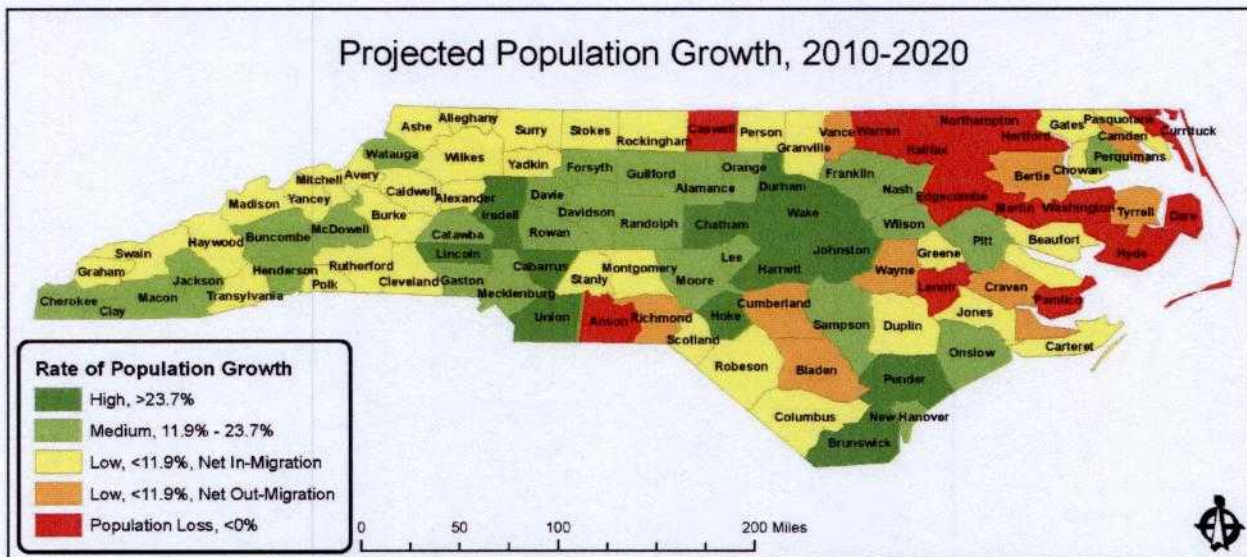 Projected Population Growth, 2010-2020
Ashe
Alleghany
Surry
Stokes
Rockingham
Caswell
Person
Granville
Vance
Warren
Northampton
Halifax
Hertford
Gates
Pasquotank
Camden
Currituck
Perquimans
Chowan
Bertie
Watauga
Wilkes
Yadkin
Forsyth
Guilford
Alamance
Orange
Durham
Franklin
Nash
Edgecombe
Martin
Washington
Tyrrell
Dare
Mitchell
Avery
Caldwell
Alexander
Iredell
Davie
Davidson
Randolph
Chatham
Wake
Wilson
Pitt
Beaufort
Hyde
Madison
Yancey
Burke
McDowell
Catawba
Rowan
Johnston
Greene
Swain
Haywood
Buncombe
Lincoln
Cabarrus
Lee
Harnett
Wayne
Lenoir
Craven
Pamlico
Graham
Jackson
Henderson
Rutherford
Cleveland
Gaston
Stanly
Montgomery
Moore
Cherokee
Macon
Clay
Transylvania
Polk
Mecklenburg
Union
Anson
Richmond
Hoke
Cumberland
Sampson
Duplin
Jones
Carteret
Scotland
Onslow
Robeson
Bladen
Pender
Columbus
New Hanover
Brunswick
Rate of Population Growth
High, >23.7%
Medium, 11.9% - 23.7%
Low, <11.9%, Net In-Migration
Low, <11.9%, Net Out-Migration
Population Loss, <0%
0 50 100 200 Miles